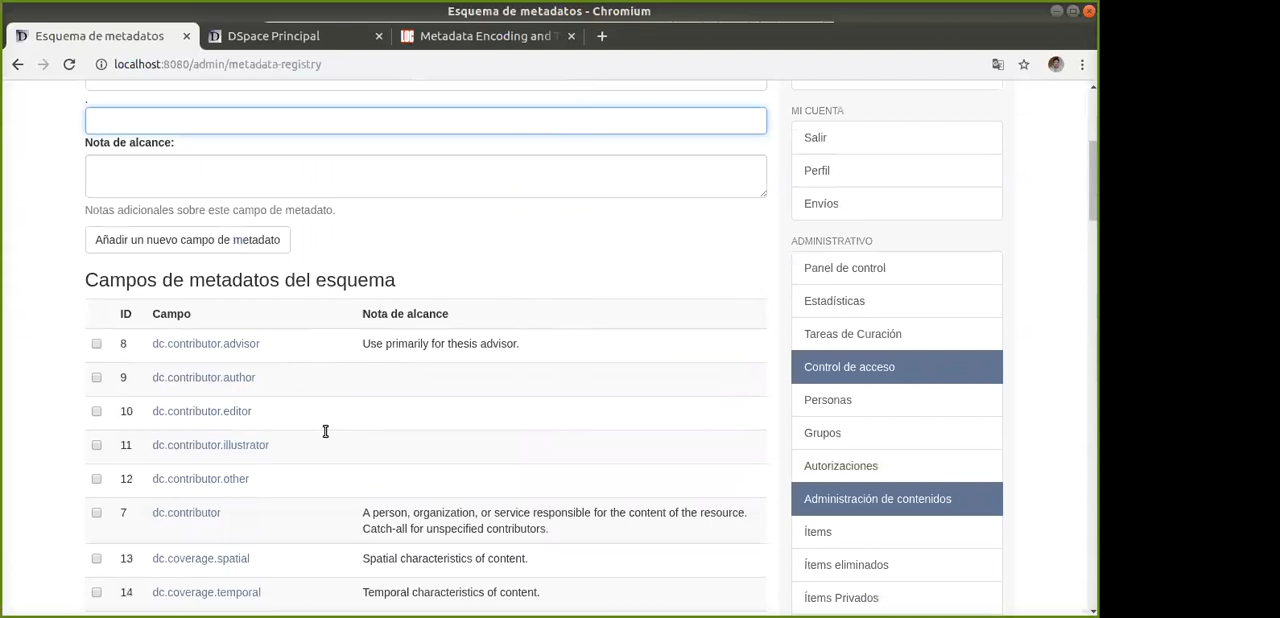 Esquema de metadatos - Chromium
Esquema de metadatos
DSpace Principal
Metadata Encoding and T
localhost:8080/admin/metadata-registry
.
Nota de alcance:
Notas adicionales sobre este campo de metadato.
Añadir un nuevo campo de metadato
Campos de metadatos del esquema
ID Campo Nota de alcance
8 dc.contributor.advisor Use primarily for thesis advisor.
9 dc.contributor.author
10 dc.contributor.editor
11 dc.contributor.illustrator
12 dc.contributor.other
7 dc.contributor A person, organization, or service responsible for the content of the resource.
Catch-all for unspecified contributors.
13 dc.coverage.spatial Spatial characteristics of content.
14 dc.coverage.temporal Temporal characteristics of content.
MI CUENTA
Salir
Perfil
Envíos
ADMINISTRATIVO
Panel de control
Estadísticas
Tareas de Curación
Control de acceso
Personas
Grupos
Autorizaciones
Administración de contenidos
Ítems
Ítems eliminados
Ítems Privados